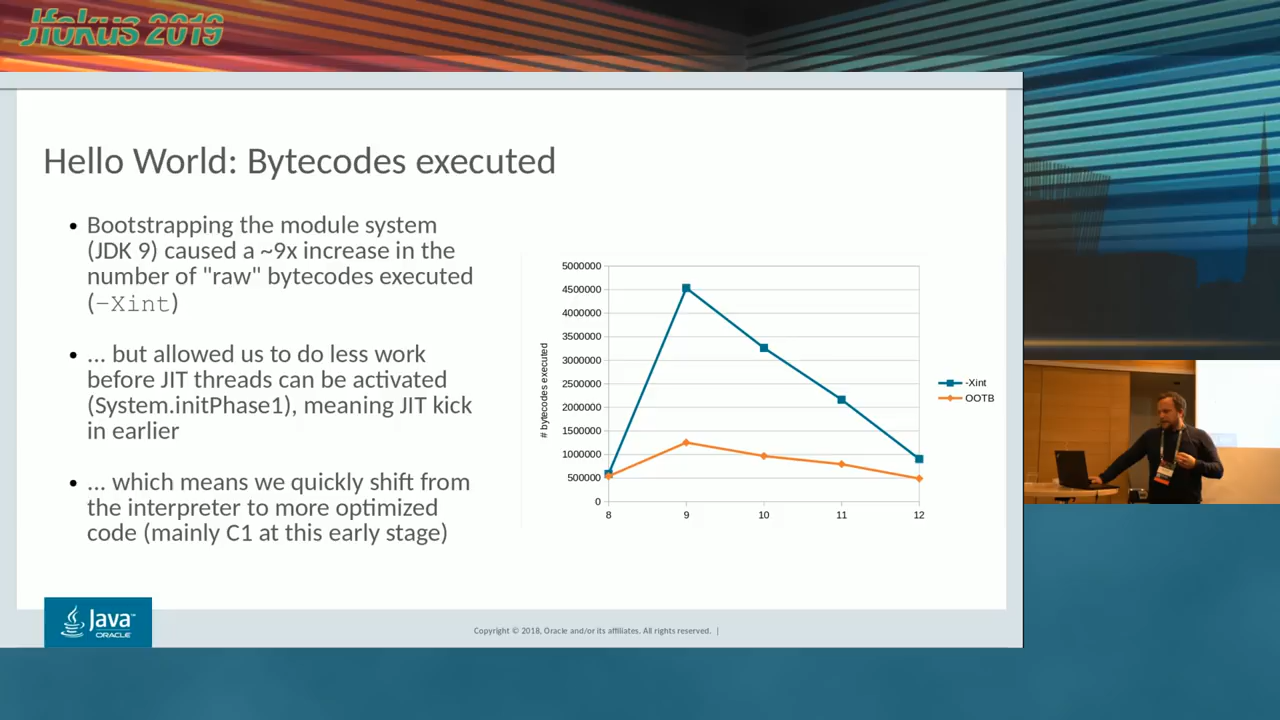 Jfokus 2019
Hello World: Bytecodes executed
• Bootstrapping the module system
(JDK 9) caused a ~9x increase in the
number of "raw" bytecodes executed
(-Xint)
• ... but allowed us to do less work
before JIT threads can be activated
(System.initPhase1), meaning JIT kick
in earlier
• ... which means we quickly shift from
the interpreter to more optimized
code (mainly C1 at this early stage)
# bytecodes executed
5000000
4500000
4000000
3500000
3000000
2500000
2000000
1500000
1000000
500000
0
8 9 10 11 12
-Xint
OOTB
Java™
ORACLE
Copyright © 2018, Oracle and/or its affiliates. All rights reserved. |